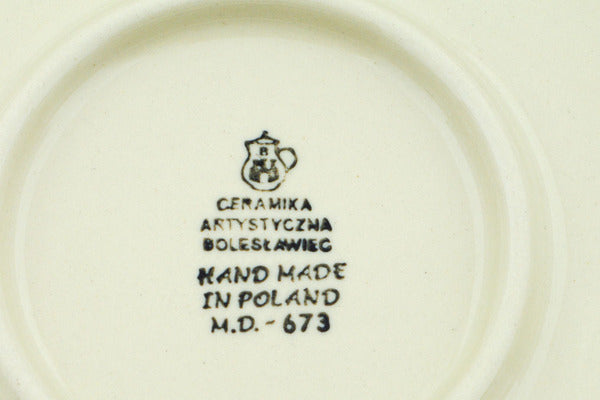 CERAMIKA
ARTYSTYCZNA
BOLESŁAWIEC
HAND MADE
IN POLAND
M.D. - 673